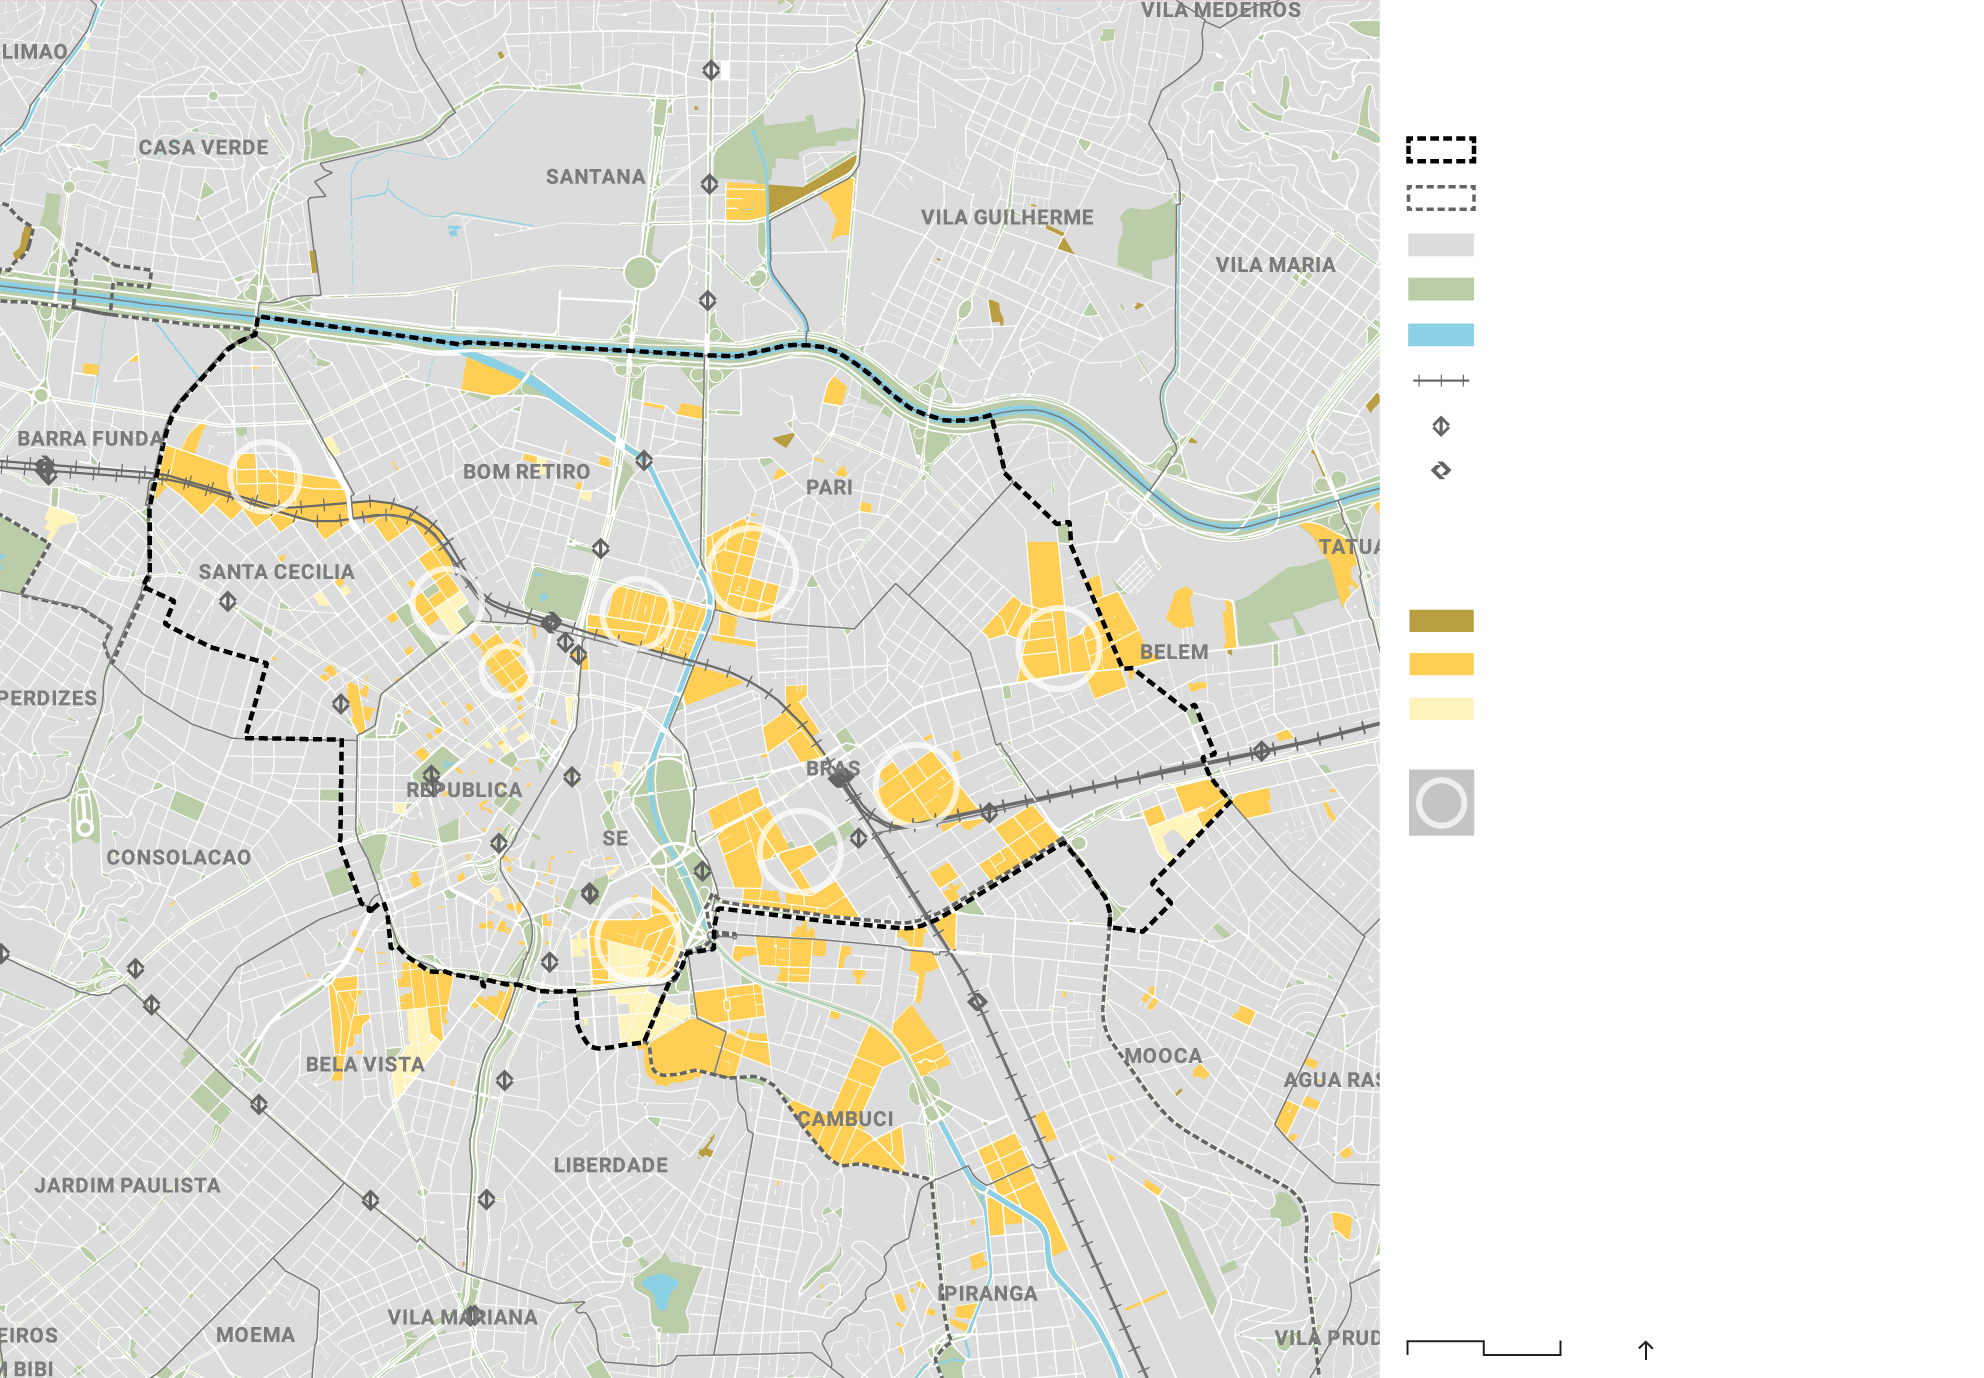 VILA MEDEIROS
LIMAO
CASA VERDE
SANTANA
VILA GUILHERME
VILA MARIA
BARRA FUNDA
BOM RETIRO
PARI
TATUA
SANTA CECILIA
BELEM
PERDIZES
BRAS
REPUBLICA
SE
CONSOLACAO
MOOCA
BELA VISTA
AGUA RAS
CAMBUCI
LIBERDADE
JARDIM PAULISTA
IPIRANGA
VILA MARIANA
EIROS
MOEMA
VILA PRUD
M BIBI